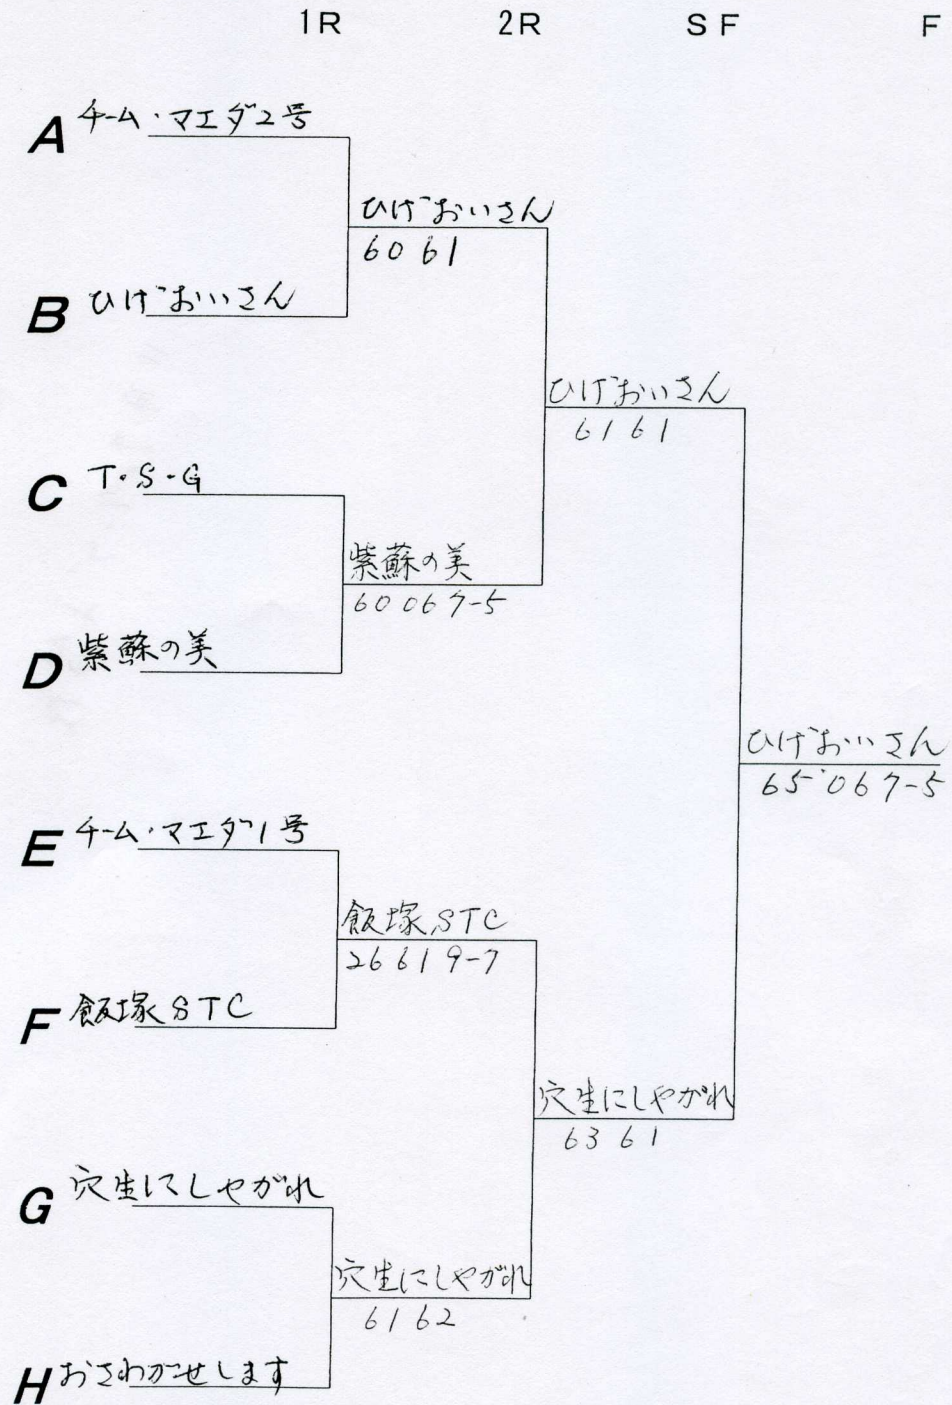 1R 2R SF F
A チーム・マエダ2号
ひげおいさん
60 61
B ひげおいさん
ひげおいさん
61 61
C T・S・G
紫蘇の美
60 06 7-5
D 紫蘇の美
ひげおいさん
65 06 7-5
E チーム・マエダ1号
飯塚STC
26 61 9-7
F 飯塚STC
穴生にしやがれ
63 61
G 穴生にしやがれ
穴生にしやがれ
61 62
H おさわがせします